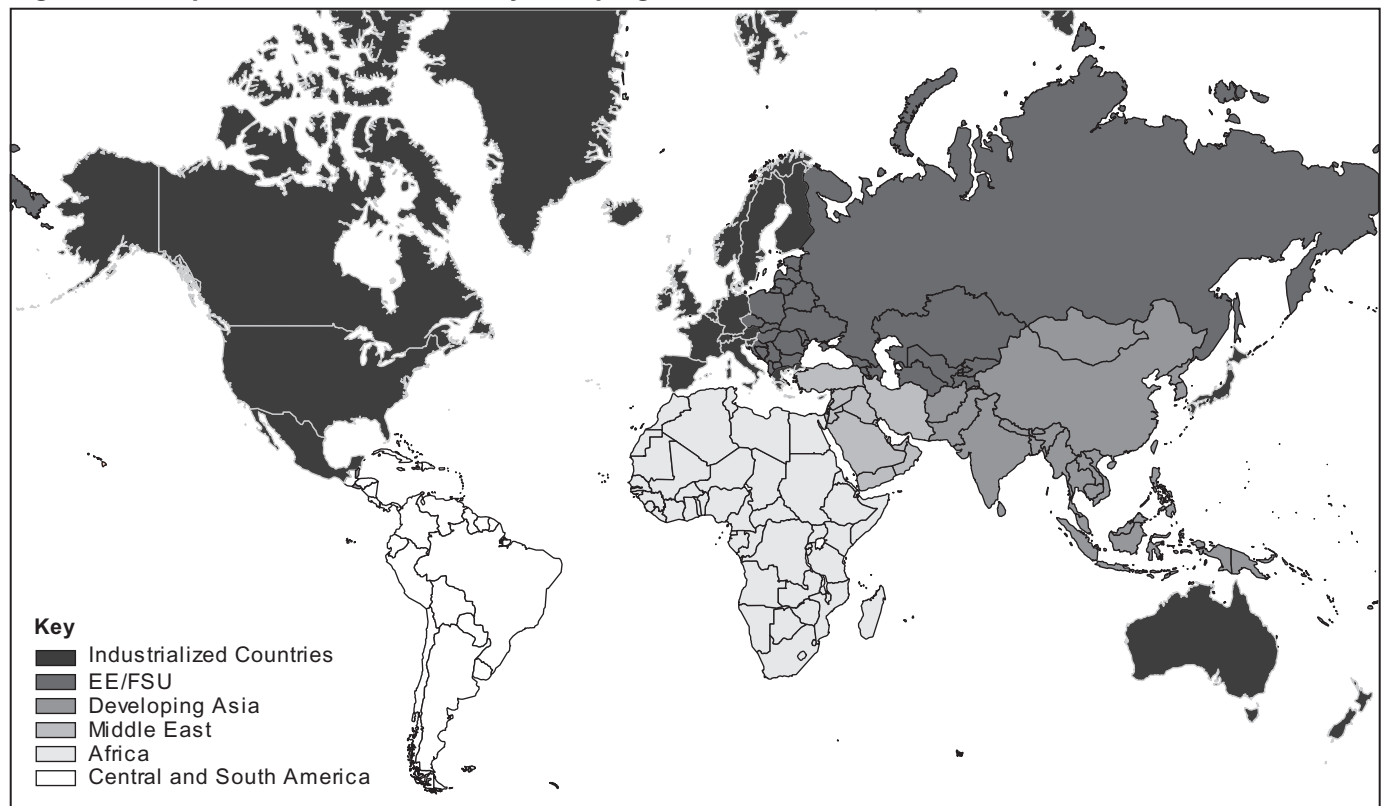 Key
Industrialized Countries
EE/FSU
Developing Asia
Middle East
Africa
Central and South America